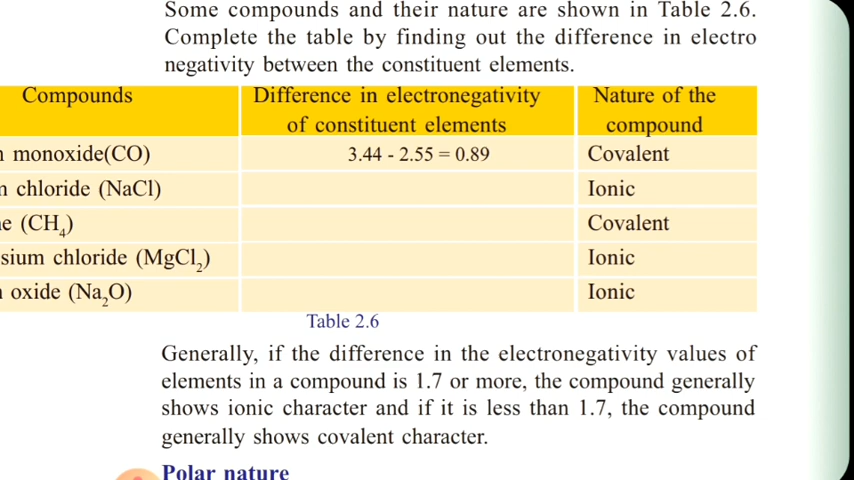 Some compounds and their nature are shown in Table 2.6.
Complete the table by finding out the difference in electro
negativity between the constituent elements.
Compounds Difference in electronegativity of constituent elements Nature of the compound
monoxide(CO) 3.44 - 2.55 = 0.89 Covalent
chloride (NaCl) Ionic
(CH₄) Covalent
chloride (MgCl₂) Ionic
oxide (Na₂O) Ionic
Table 2.6
Generally, if the difference in the electronegativity values of
elements in a compound is 1.7 or more, the compound generally
shows ionic character and if it is less than 1.7, the compound
generally shows covalent character.
Polar nature